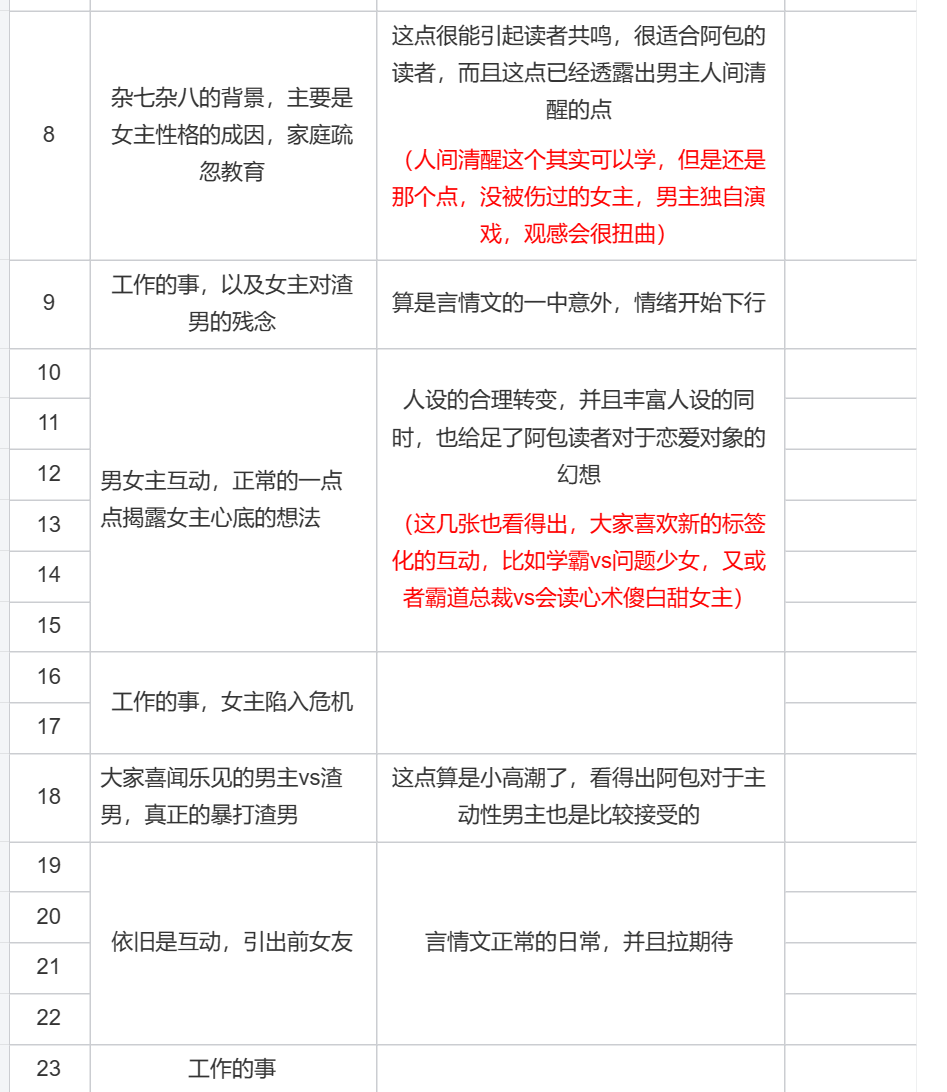 8
杂七杂八的背景，主要是
女主性格的成因，家庭疏
忽教育
这点很能引起读者共鸣，很适合阿包的
读者，而且这点已经透露出男主人间清
醒的点
（人间清醒这个其实可以学，但是还是
那个点，没被伤过的女主，男主独自演
戏，观感会很扭曲）
9
工作的事，以及女主对渣
男的残念
算是言情文的一中意外，情绪开始下行
10
11
12
13
14
15
男女主互动，正常的一点
点揭露女主心底的想法
人设的合理转变，并且丰富人设的同
时，也给足了阿包读者对于恋爱对象的
幻想
（这几张也看得出，大家喜欢新的标签
化的互动，比如学霸vs问题少女，又或
者霸道总裁vs会读心术傻白甜女主）
16
17
工作的事，女主陷入危机
18
大家喜闻乐见的男主vs渣
男，真正的暴打渣男
这点算是小高潮了，看得出阿包对于主
动性男主也是比较接受的
19
20
21
22
依旧是互动，引出前女友
言情文正常的日常，并且拉期待
23
工作的事